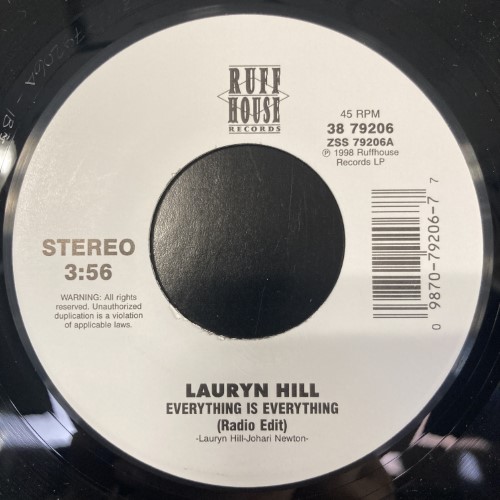 RUFF
HOUSE
RECORDS
45 RPM
38 79206
ZSS 79206A
℗ 1998 Ruffhouse
Records LP
STEREO
3:56
WARNING: All rights
reserved. Unauthorized
duplication is a violation
of applicable laws.
0 9870-79206-7 7
LAURYN HILL
EVERYTHING IS EVERYTHING
(Radio Edit)
-Lauryn Hill-Johari Newton-